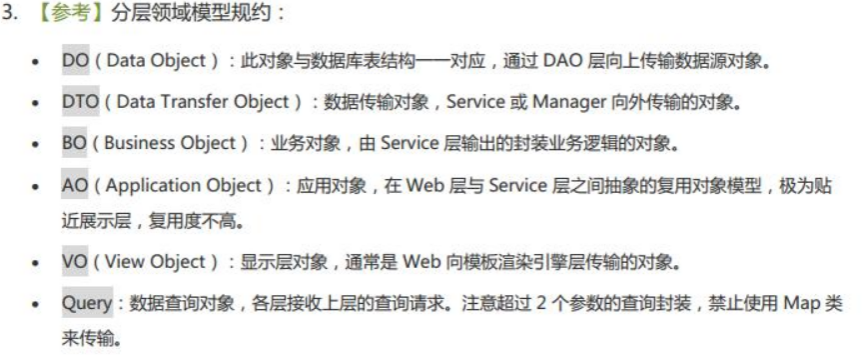 3. 【参考】分层领域模型规约：
• DO（Data Object）：此对象与数据库表结构一一对应，通过 DAO 层向上传输数据源对象。
• DTO（Data Transfer Object）：数据传输对象，Service 或 Manager 向外传输的对象。
• BO（Business Object）：业务对象，由 Service 层输出的封装业务逻辑的对象。
• AO（Application Object）：应用对象，在 Web 层与 Service 层之间抽象的复用对象模型，极为贴
近展示层，复用度不高。
• VO（View Object）：显示层对象，通常是 Web 向模板渲染引擎层传输的对象。
• Query：数据查询对象，各层接收上层的查询请求。注意超过 2 个参数的查询封装，禁止使用 Map 类
来传输。